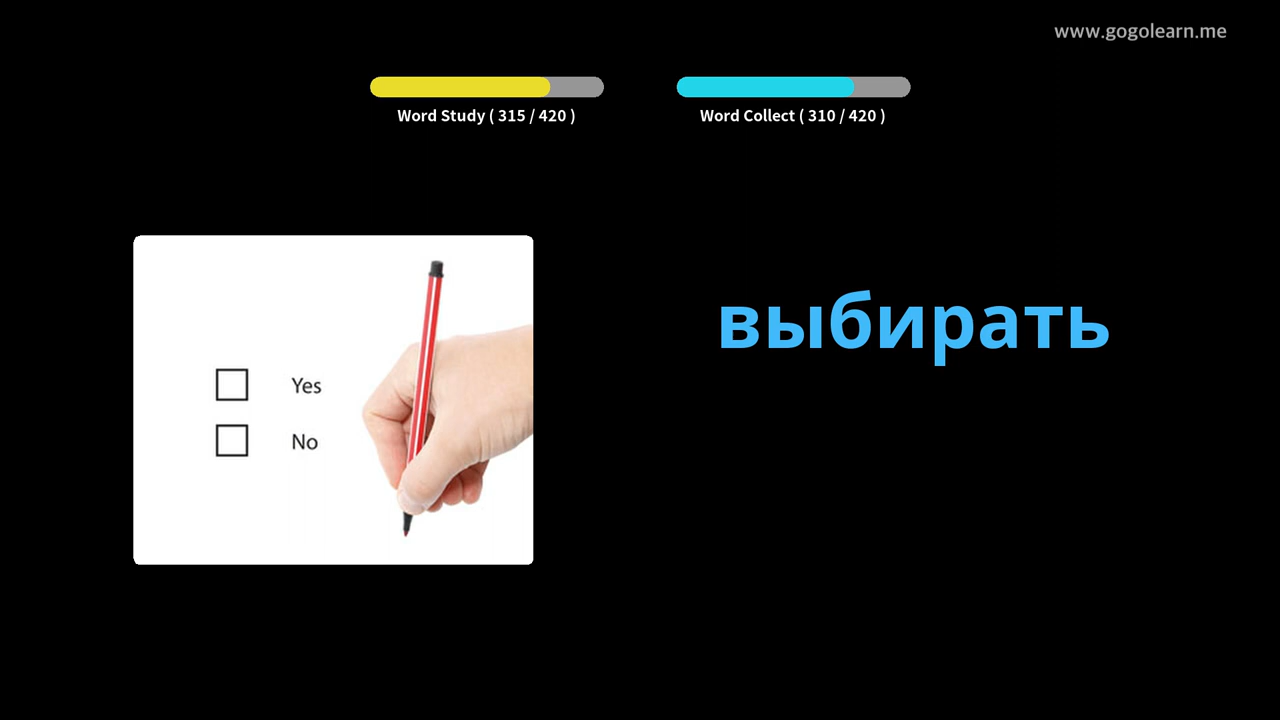 www.gogolearn.me
Word Study ( 315 / 420 )
Word Collect ( 310 / 420 )
выбирать
Yes
No